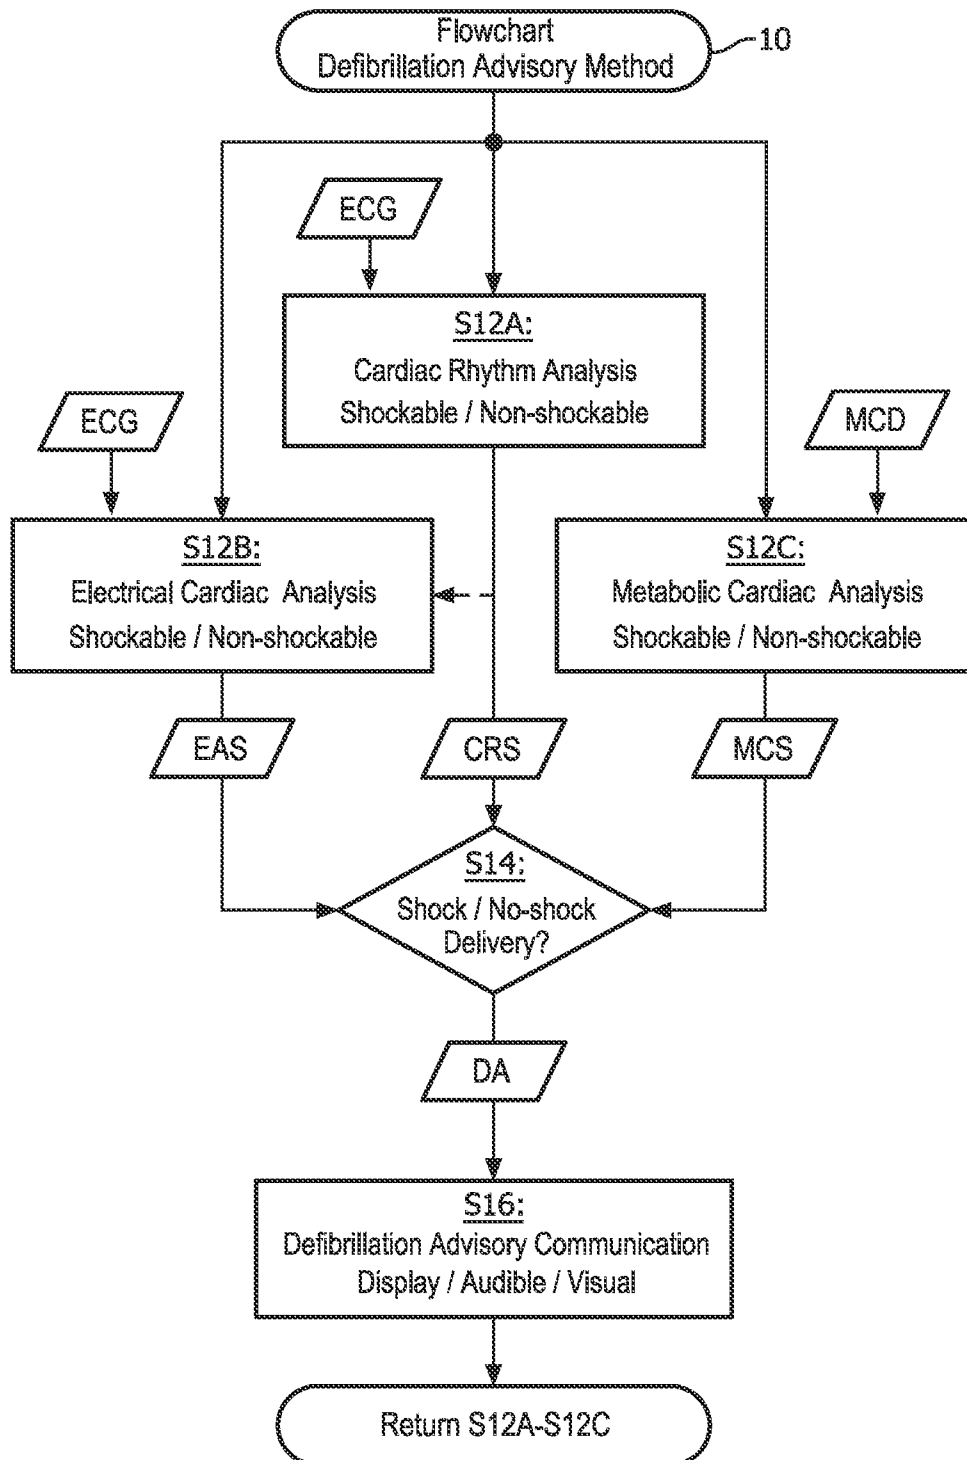 Flowchart
Defibrillation Advisory Method
10
ECG
S12A:
Cardiac Rhythm Analysis
Shockable / Non-shockable
ECG
MCD
S12B:
Electrical Cardiac Analysis
Shockable / Non-shockable
S12C:
Metabolic Cardiac Analysis
Shockable / Non-shockable
EAS
CRS
MCS
S14:
Shock / No-shock
Delivery?
DA
S16:
Defibrillation Advisory Communication
Display / Audible / Visual
Return S12A-S12C